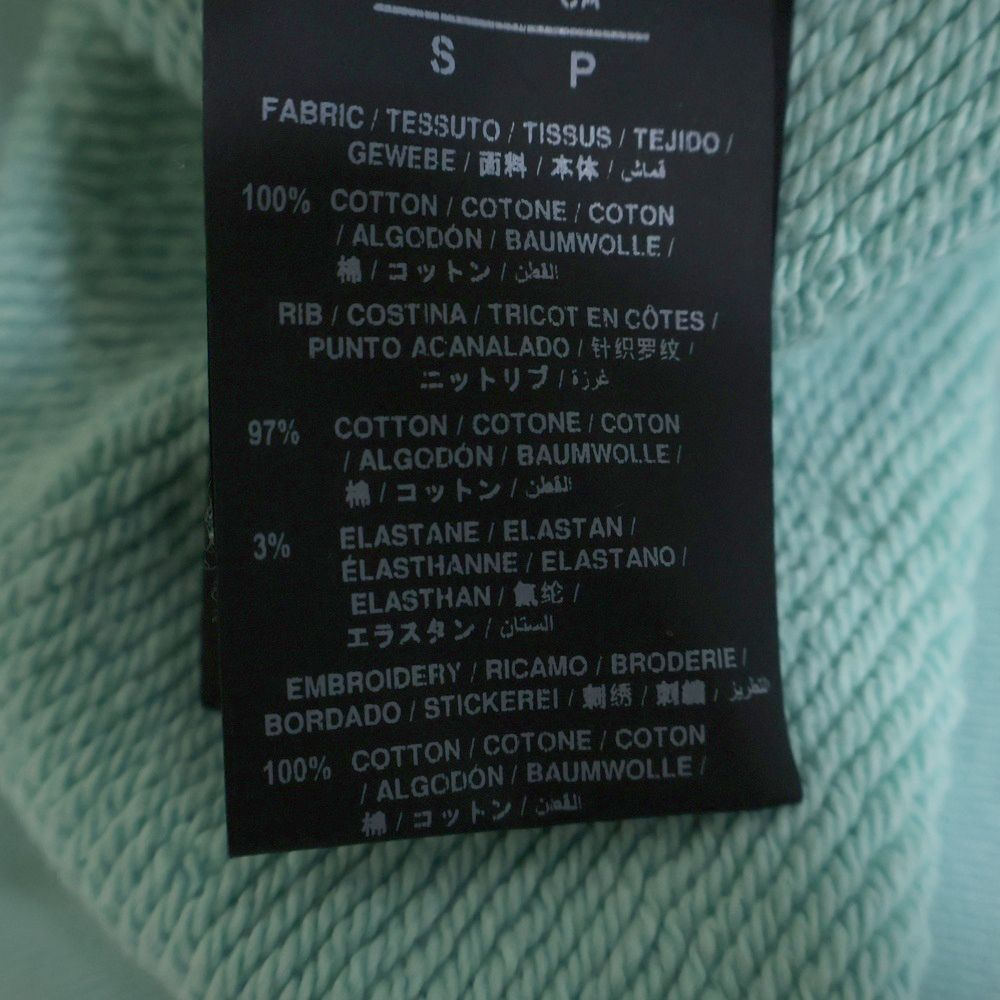 S P
FABRIC / TESSUTO / TISSUS / TEJIDO /
GEWEBE / 面料 / 本体 / قماش
100% COTTON / COTONE / COTON
/ ALGODÓN / BAUMWOLLE /
棉 / コットン / القطن
RIB / COSTINA / TRICOT EN CÔTES /
PUNTO ACANALADO / 针织罗纹 /
ニットリブ / غرزة
97% COTTON / COTONE / COTON
/ ALGODÓN / BAUMWOLLE /
棉 / コットン / القطن
3% ELASTANE / ELASTAN /
ÉLASTHANNE / ELASTANO /
ELASTHAN / 氨纶 /
エラスタン / الستان
EMBROIDERY / RICAMO / BRODERIE /
BORDADO / STICKEREI / 刺绣 / 刺繍 / التطريز
100% COTTON / COTONE / COTON
/ ALGODÓN / BAUMWOLLE /
棉 / コットン / القطن